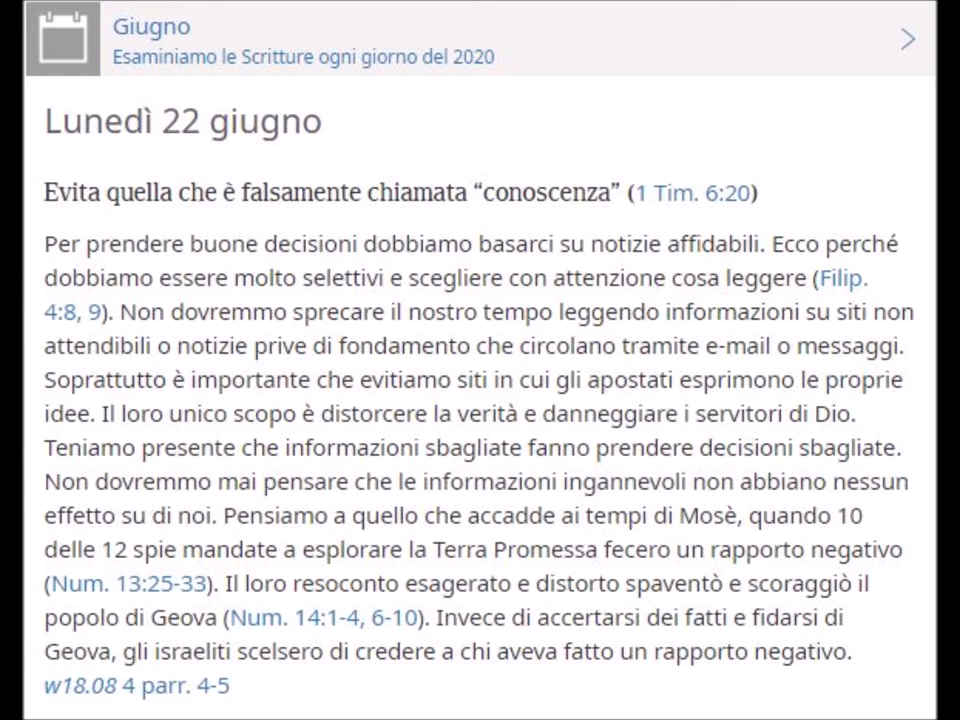 Giugno
Esaminiamo le Scritture ogni giorno del 2020
Lunedì 22 giugno
Evita quella che è falsamente chiamata “conoscenza” (1 Tim. 6:20)
Per prendere buone decisioni dobbiamo basarci su notizie affidabili. Ecco perché
dobbiamo essere molto selettivi e scegliere con attenzione cosa leggere (Filip.
4:8, 9). Non dovremmo sprecare il nostro tempo leggendo informazioni su siti non
attendibili o notizie prive di fondamento che circolano tramite e-mail o messaggi.
Soprattutto è importante che evitiamo siti in cui gli apostati esprimono le proprie
idee. Il loro unico scopo è distorcere la verità e danneggiare i servitori di Dio.
Teniamo presente che informazioni sbagliate fanno prendere decisioni sbagliate.
Non dovremmo mai pensare che le informazioni ingannevoli non abbiano nessun
effetto su di noi. Pensiamo a quello che accadde ai tempi di Mosè, quando 10
delle 12 spie mandate a esplorare la Terra Promessa fecero un rapporto negativo
(Num. 13:25-33). Il loro resoconto esagerato e distorto spaventò e scoraggiò il
popolo di Geova (Num. 14:1-4, 6-10). Invece di accertarsi dei fatti e fidarsi di
Geova, gli israeliti scelsero di credere a chi aveva fatto un rapporto negativo.
w18.08 4 parr. 4-5